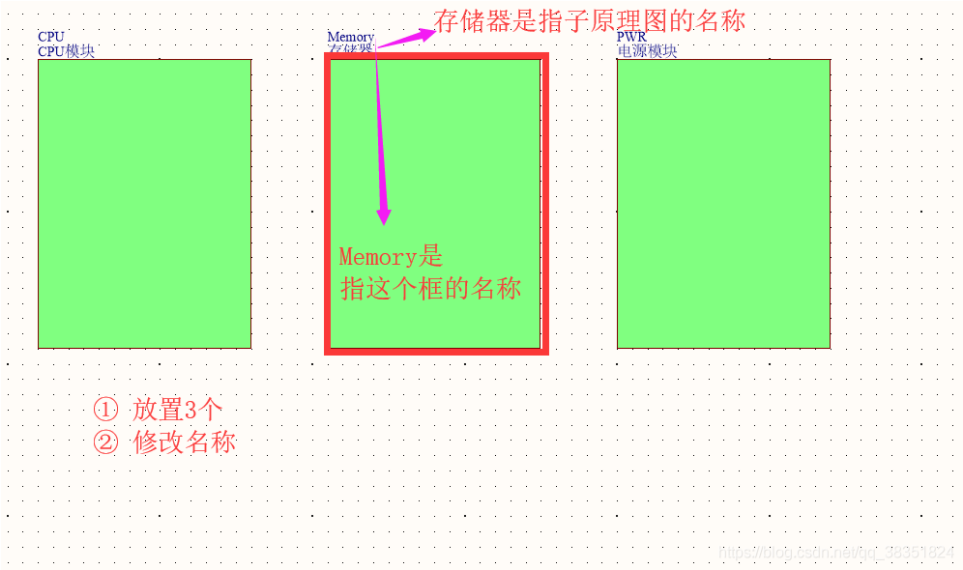 存储器是指子原理图的名称
CPU
CPU模块
Memory
存储器
PWR
电源模块
Memory是
指这个框的名称
① 放置3个
② 修改名称
https://blog.csdn.net/qq_38351824